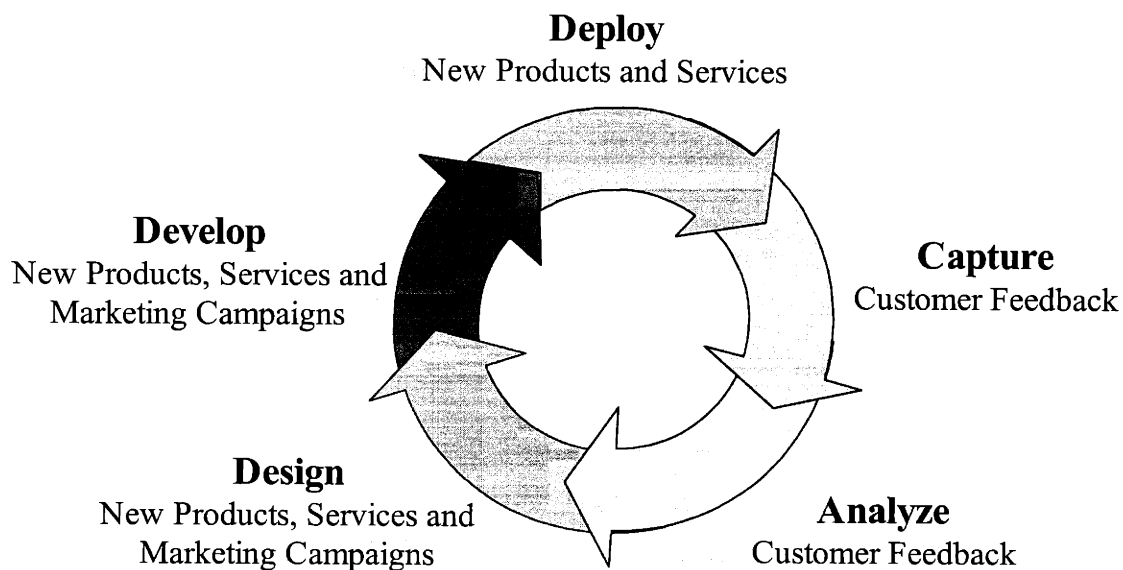 Deploy
New Products and Services
Capture
Customer Feedback
Analyze
Customer Feedback
Design
New Products, Services and
Marketing Campaigns
Develop
New Products, Services and
Marketing Campaigns